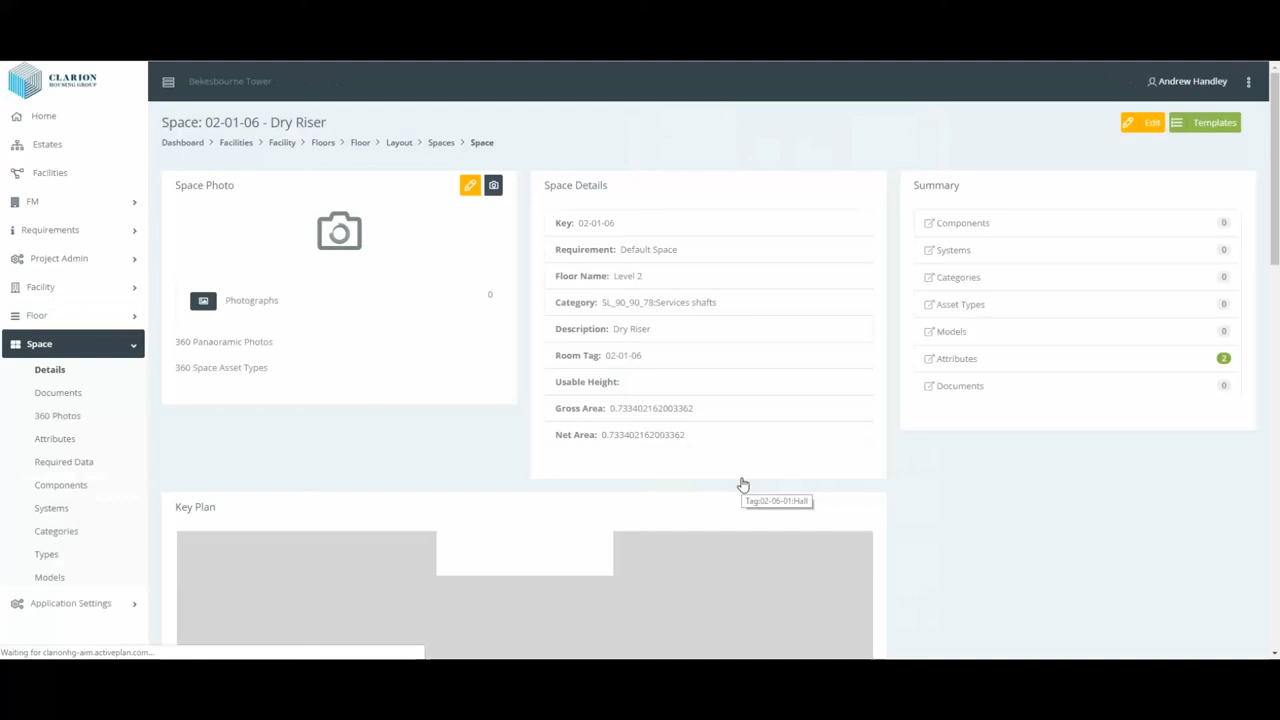 CLARION
HOUSING GROUP
Bekesbourne Tower
Andrew Handley
Home
Estates
Facilities
FM
Requirements
Project Admin
Facility
Floor
Space
Details
Documents
360 Photos
Attributes
Required Data
Components
Systems
Categories
Types
Models
Application Settings
Waiting for clarionhg-aim.activeplan.com...
Space: 02-01-06 - Dry Riser
Edit
Templates
Dashboard > Facilities > Facility > Floors > Floor > Layout > Spaces > Space
Space Photo
Photographs 0
360 Panaoramic Photos
360 Space Asset Types
Space Details
Key: 02-01-06
Requirement: Default Space
Floor Name: Level 2
Category: SL_90_90_78:Services shafts
Description: Dry Riser
Room Tag: 02-01-06
Usable Height:
Gross Area: 0.733402162003362
Net Area: 0.733402162003362
Tag:02-06-01:Hall
Summary
Components 0
Systems 0
Categories 0
Asset Types 0
Models 0
Attributes 2
Documents 0
Key Plan